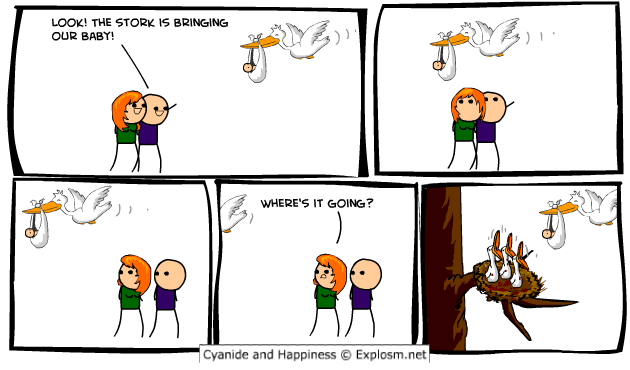 LOOK! THE STORK IS BRINGING
OUR BABY!
WHERE'S IT GOING?
Cyanide and Happiness © Explosm.net